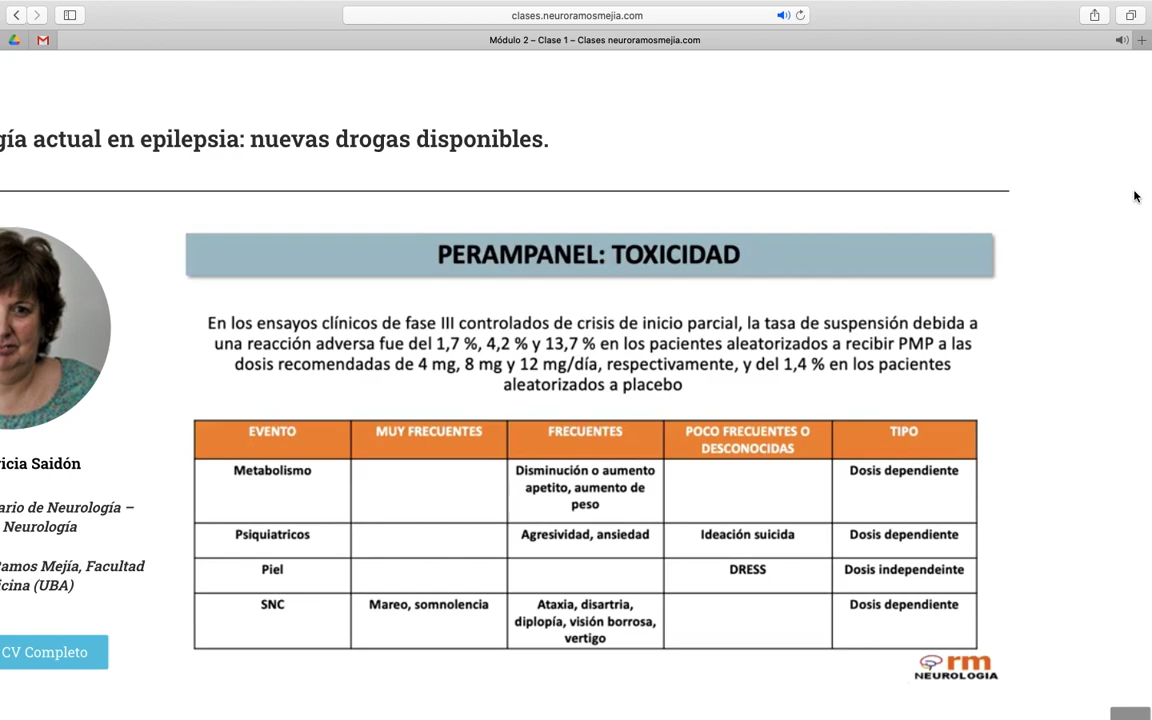 clases.neuroramosmejia.com
Módulo 2 – Clase 1 – Clases neuroramosmejia.com
gía actual en epilepsia: nuevas drogas disponibles.
PERAMPANEL: TOXICIDAD
En los ensayos clínicos de fase III controlados de crisis de inicio parcial, la tasa de suspensión debida a
una reacción adversa fue del 1,7 %, 4,2 % y 13,7 % en los pacientes aleatorizados a recibir PMP a las
dosis recomendadas de 4 mg, 8 mg y 12 mg/día, respectivamente, y del 1,4 % en los pacientes
aleatorizados a placebo
EVENTO MUY FRECUENTES FRECUENTES POCO FRECUENTES O DESCONOCIDAS TIPO
Metabolismo Disminución o aumento apetito, aumento de peso Dosis dependiente
Psiquiatricos Agresividad, ansiedad Ideación suicida Dosis dependiente
Piel DRESS Dosis independeinte
SNC Mareo, somnolencia Ataxia, disartria, diplopía, visión borrosa, vertigo Dosis dependiente
rm
NEUROLOGIA
ricia Saidón
ario de Neurología –
Neurología
Ramos Mejía, Facultad
icina (UBA)
CV Completo